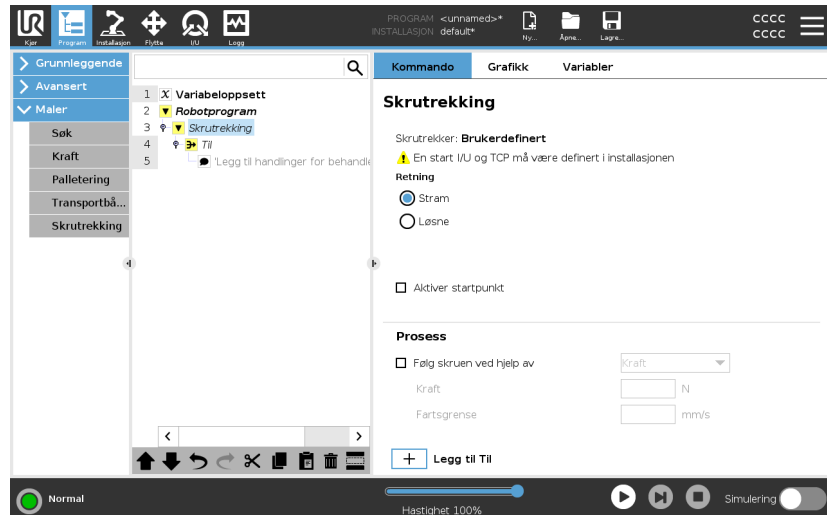 UR
PROGRAM <unnamed>*
INSTALLASJON default*
cccc
cccc
Kjør Program Installasjon Flytte I/U Logg Ny... Åpne... Lagre...
Grunnleggende
Avansert
Maler
Søk
Kraft
Palletering
Transportbå...
Skrutrekking
1 X Variabeloppsett
2 Robotprogram
3 Skrutrekking
4 Til
5 'Legg til handlinger for behandle
Kommando Grafikk Variabler
Skrutrekking
Skrutrekker: Brukerdefinert
En start I/U og TCP må være definert i installasjonen
Retning
Stram
Løsne
Aktiver startpunkt
Prosess
Følg skruen ved hjelp av Kraft
Kraft N
Fartsgrense mm/s
+ Legg til Til
Normal
Hastighet 100%
Simulering